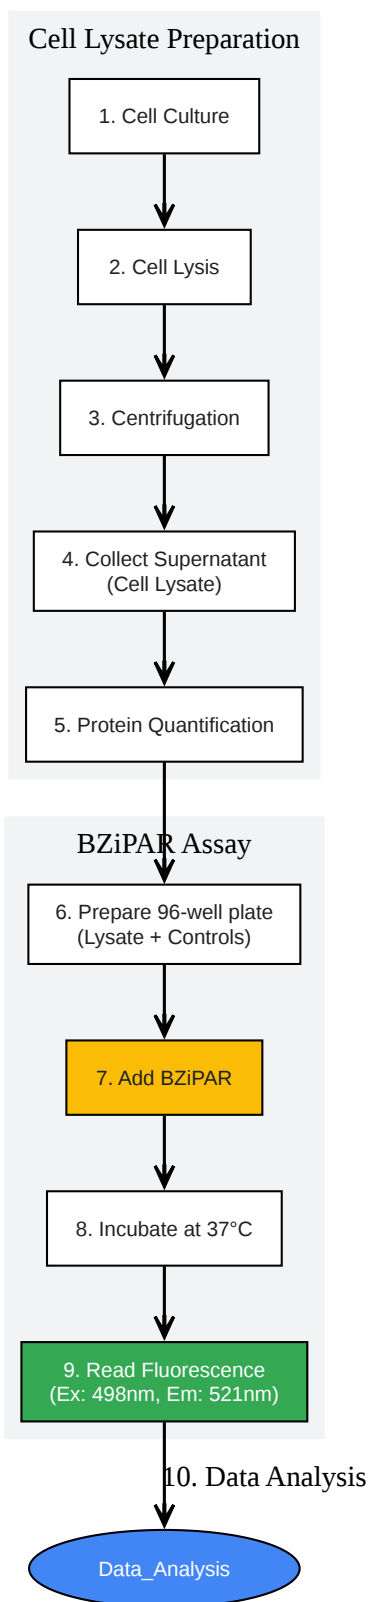 Cell Lysate Preparation
1. Cell Culture
2. Cell Lysis
3. Centrifugation
4. Collect Supernatant
(Cell Lysate)
5. Protein Quantification
BZiPAR Assay
6. Prepare 96-well plate
(Lysate + Controls)
7. Add BZiPAR
8. Incubate at 37°C
9. Read Fluorescence
(Ex: 498nm, Em: 521nm)
10. Data Analysis
Data_Analysis